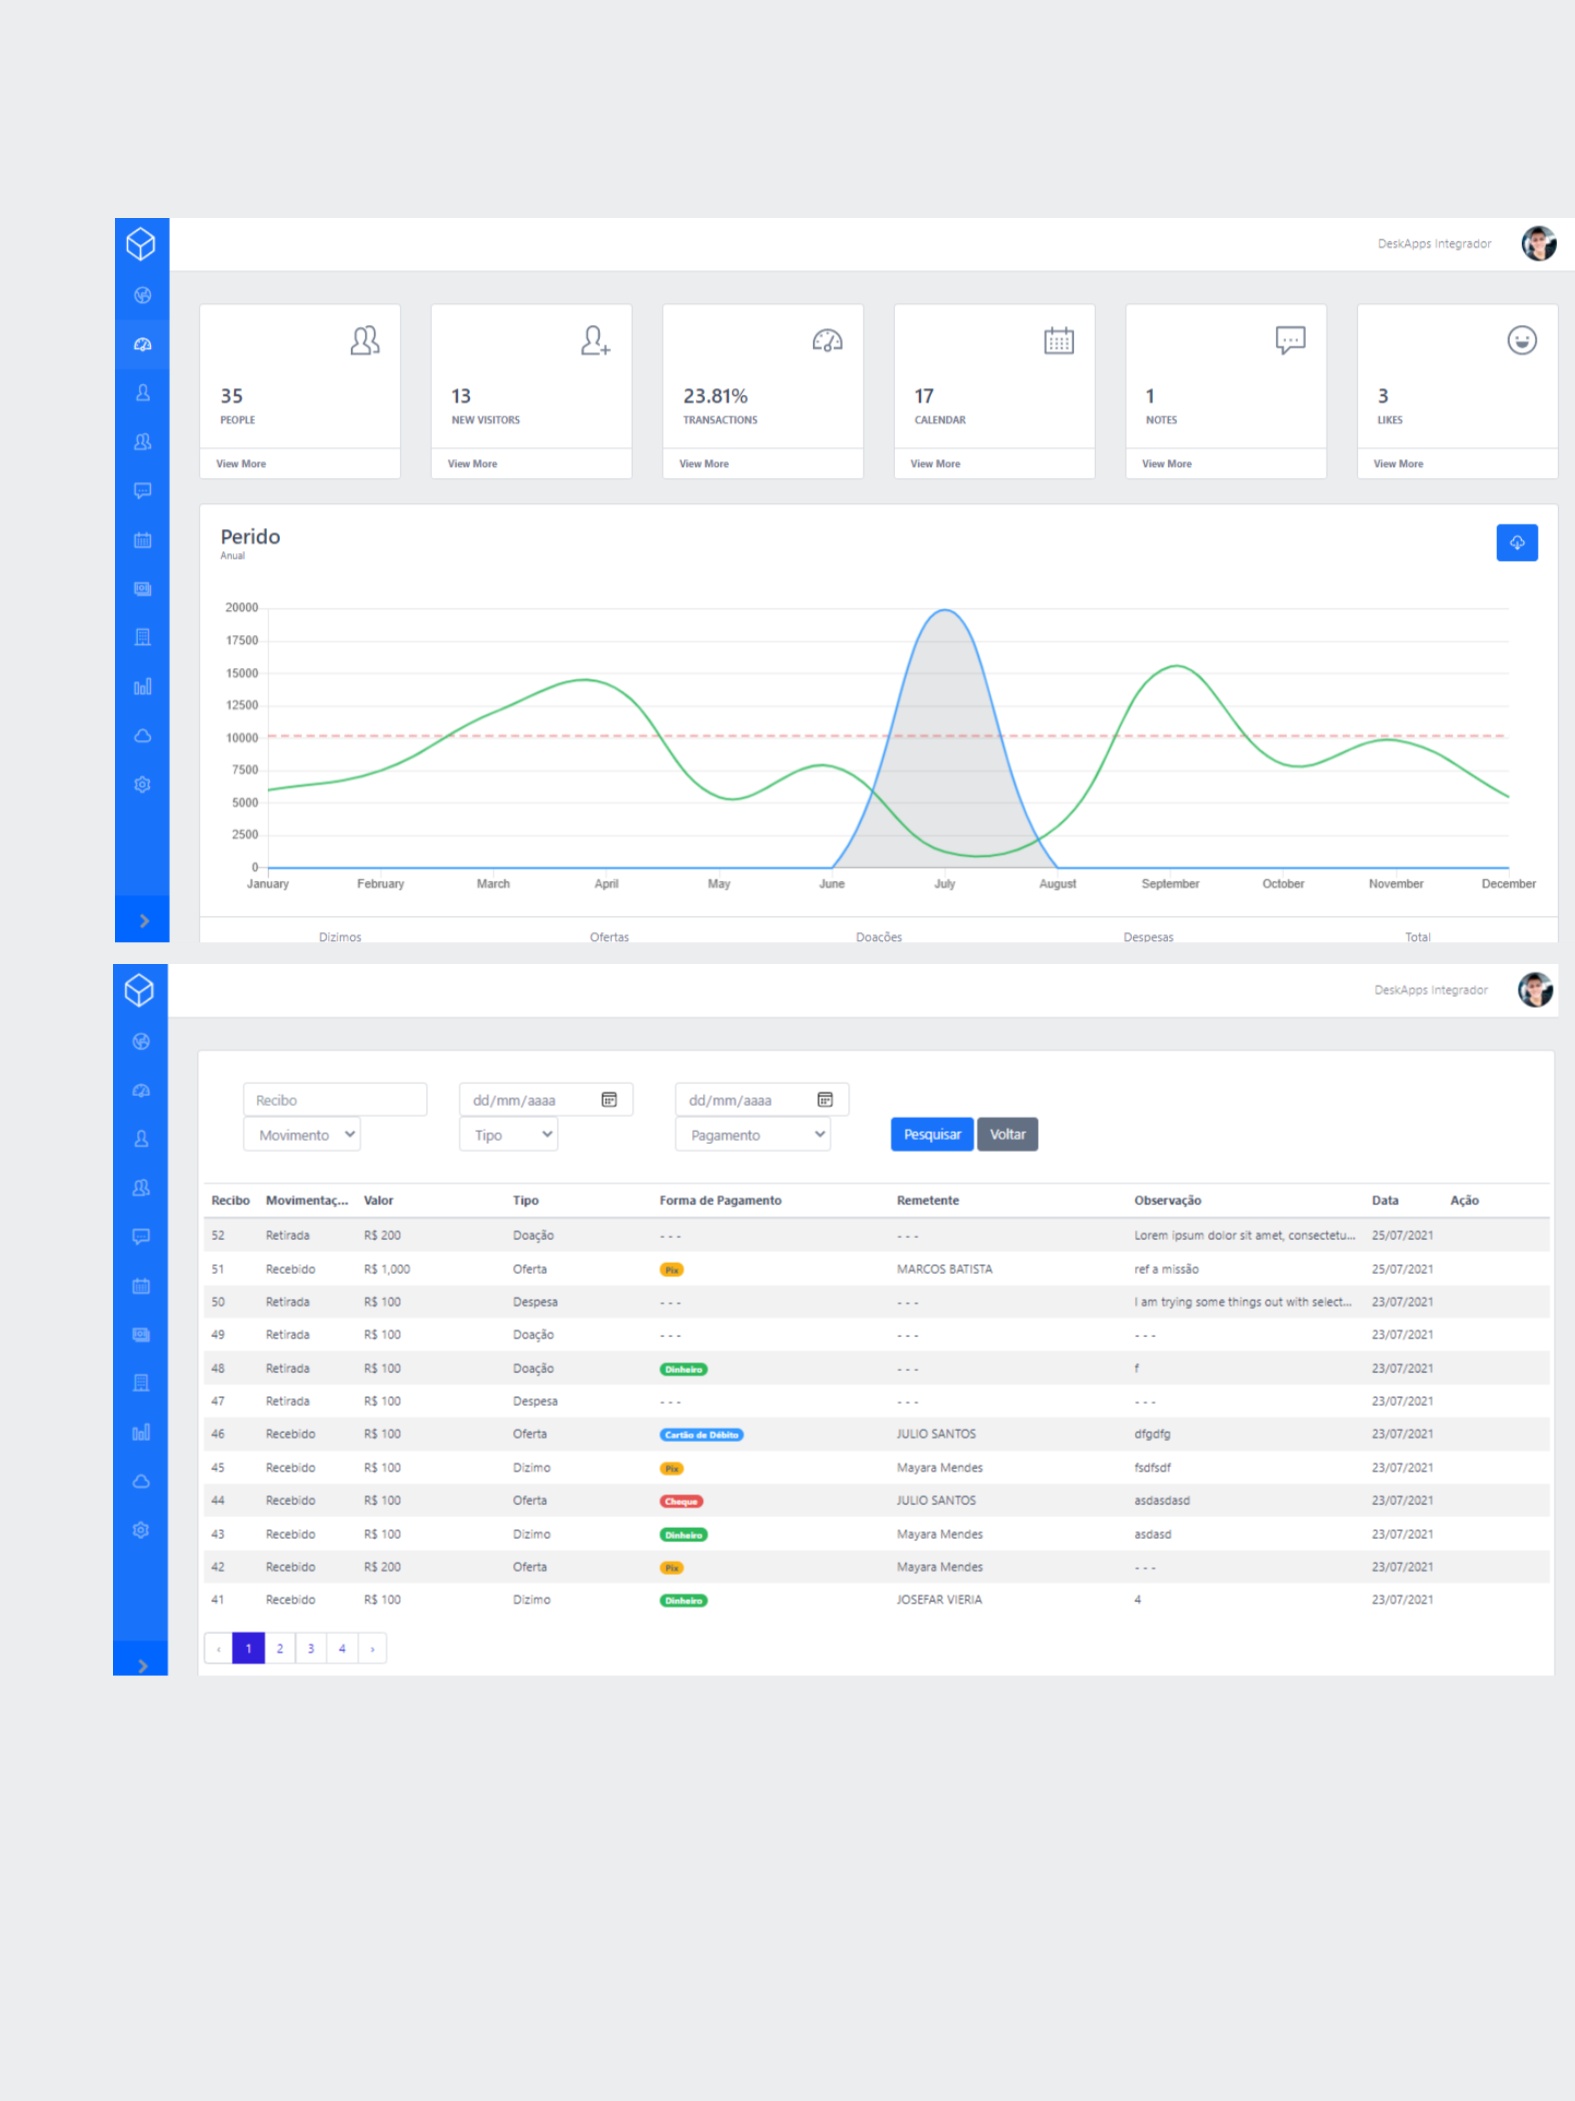 DeskApps Integrador
35
PEOPLE
View More
13
NEW VISITORS
View More
23.81%
TRANSACTIONS
View More
17
CALENDAR
View More
1
NOTES
View More
3
LIKES
View More
Perido
Anual
20000
17500
15000
12500
10000
7500
5000
2500
0
January February March April May June July August September October November December
Dizimos Ofertas Doações Despesas Total
DeskApps Integrador
Recibo dd/mm/aaaa dd/mm/aaaa
Movimento Tipo Pagamento Pesquisar Voltar
Recibo Movimentaç... Valor Tipo Forma de Pagamento Remetente Observação Data Ação
52 Retirada R$ 200 Doação - - - - - - Lorem ipsum dolor sit amet, consectetu... 25/07/2021
51 Recebido R$ 1,000 Oferta Pix MARCOS BATISTA ref a missão 25/07/2021
50 Retirada R$ 100 Despesa - - - - - - I am trying some things out with select... 23/07/2021
49 Retirada R$ 100 Doação - - - - - - - - - 23/07/2021
48 Retirada R$ 100 Doação Dinheiro - - - f 23/07/2021
47 Retirada R$ 100 Despesa - - - - - - - - - 23/07/2021
46 Recebido R$ 100 Oferta Cartão de Débito JULIO SANTOS dfgdfg 23/07/2021
45 Recebido R$ 100 Dizimo Pix Mayara Mendes fsdfsdf 23/07/2021
44 Recebido R$ 100 Oferta Cheque JULIO SANTOS asdasdasd 23/07/2021
43 Recebido R$ 100 Dizimo Dinheiro Mayara Mendes asdasd 23/07/2021
42 Recebido R$ 200 Oferta Pix Mayara Mendes - - - 23/07/2021
41 Recebido R$ 100 Dizimo Dinheiro JOSEFAR VIERIA 4 23/07/2021
‹ 1 2 3 4 ›